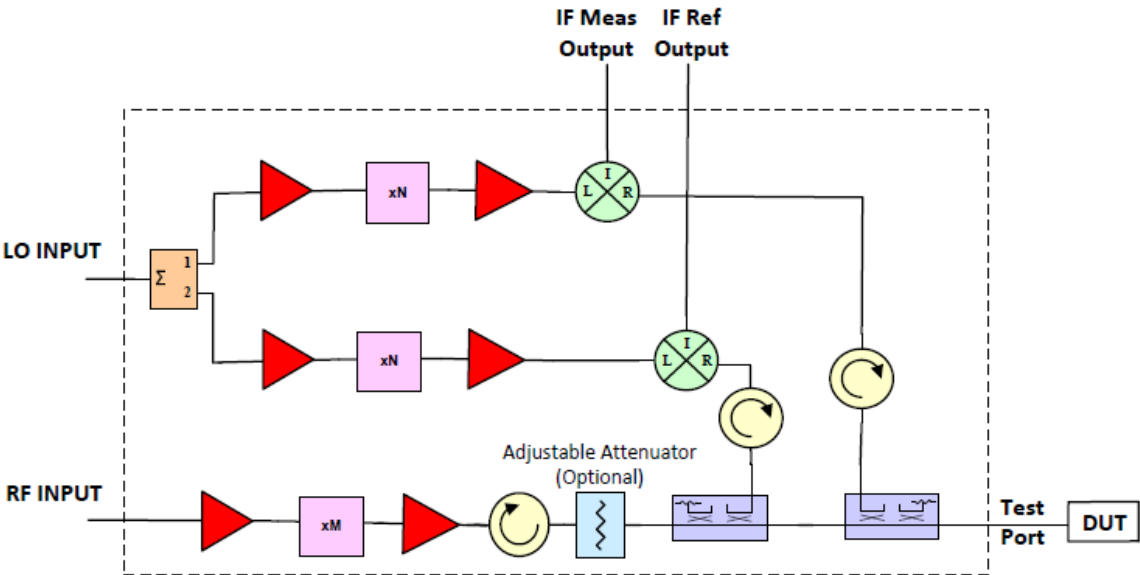 IF Meas Output
IF Ref Output
LO INPUT
Σ
1
2
xN
L
I
R
xN
L
I
R
Adjustable Attenuator
(Optional)
RF INPUT
xM
Test
Port
DUT